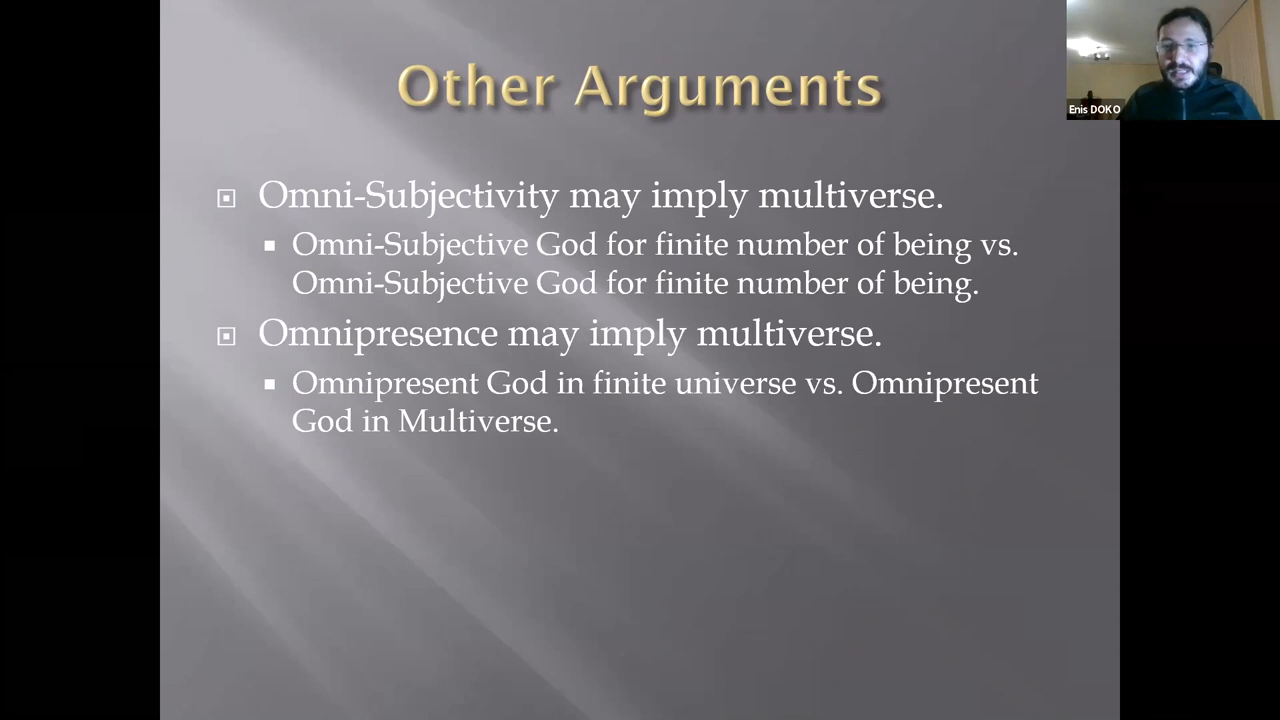 Other Arguments
Enis DOKO
Omni-Subjectivity may imply multiverse.
Omni-Subjective God for finite number of being vs.
Omni-Subjective God for finite number of being.
Omnipresence may imply multiverse.
Omnipresent God in finite universe vs. Omnipresent
God in Multiverse.